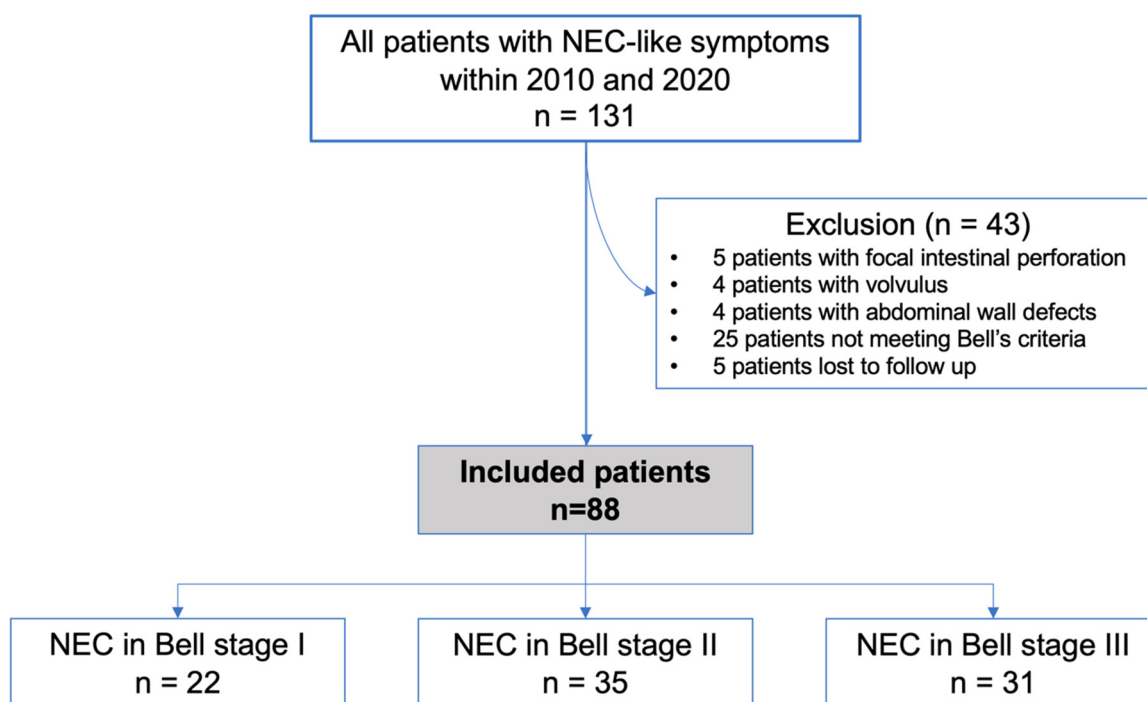 All patients with NEC-like symptoms
within 2010 and 2020
n = 131
Exclusion (n = 43)
• 5 patients with focal intestinal perforation
• 4 patients with volvulus
• 4 patients with abdominal wall defects
• 25 patients not meeting Bell's criteria
• 5 patients lost to follow up
Included patients
n=88
NEC in Bell stage I
n = 22
NEC in Bell stage II
n = 35
NEC in Bell stage III
n = 31